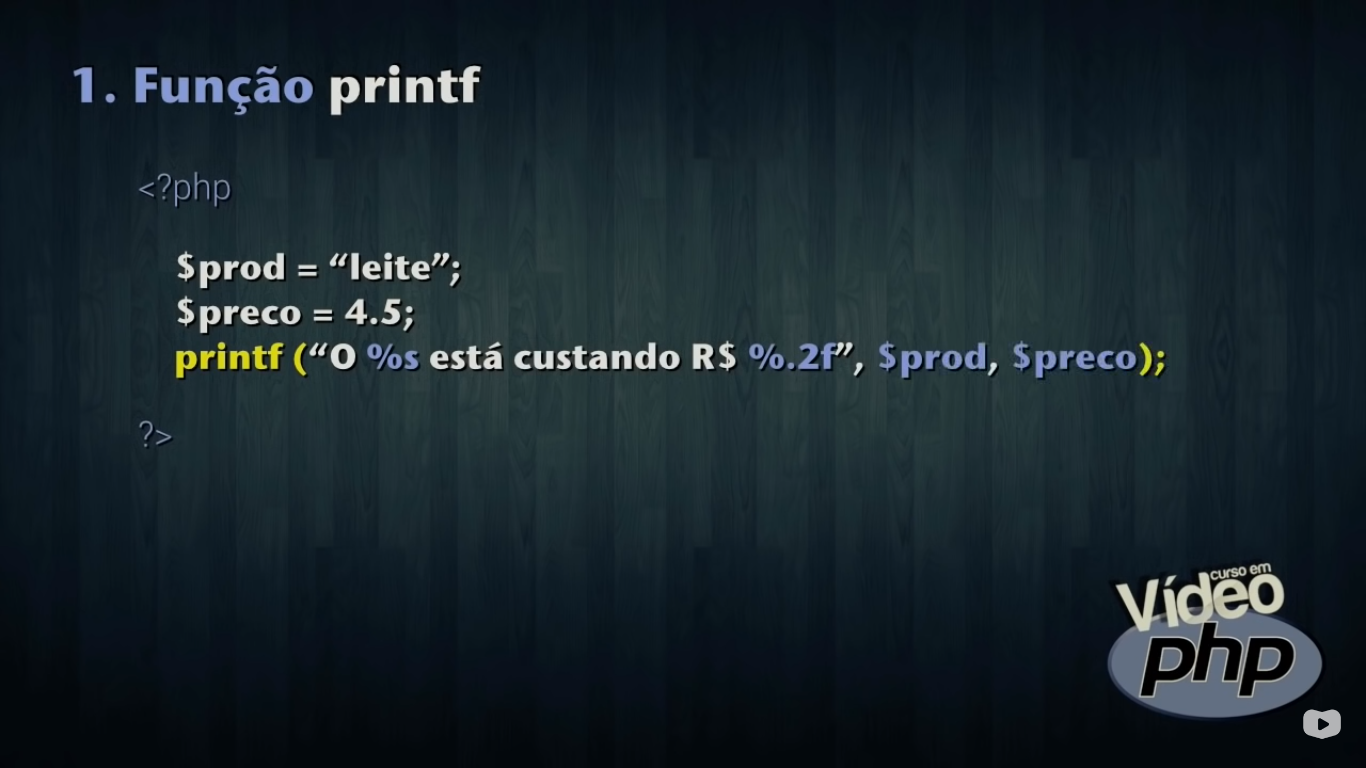 1. Função printf
<?php
$prod = “leite”;
$preco = 4.5;
printf (“O %s está custando R$ %.2f”, $prod, $preco);
?>
curso em
Vídeo
php